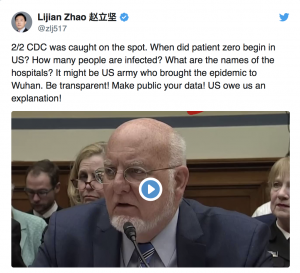 Lijian Zhao 赵立坚
@zlj517
2/2 CDC was caught on the spot. When did patient zero begin in
US? How many people are infected? What are the names of the
hospitals? It might be US army who brought the epidemic to
Wuhan. Be transparent! Make public your data! US owe us an
explanation!